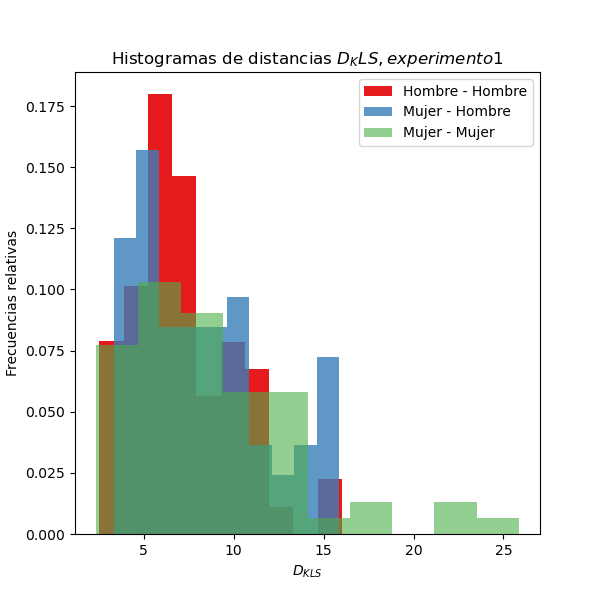 Histogramas de distancias D_KLS, experimento1
Hombre - Hombre
Mujer - Hombre
Mujer - Mujer
Frecuencias relativas
0.175
0.150
0.125
0.100
0.075
0.050
0.025
0.000
5 10 15 20 25
D_KLS